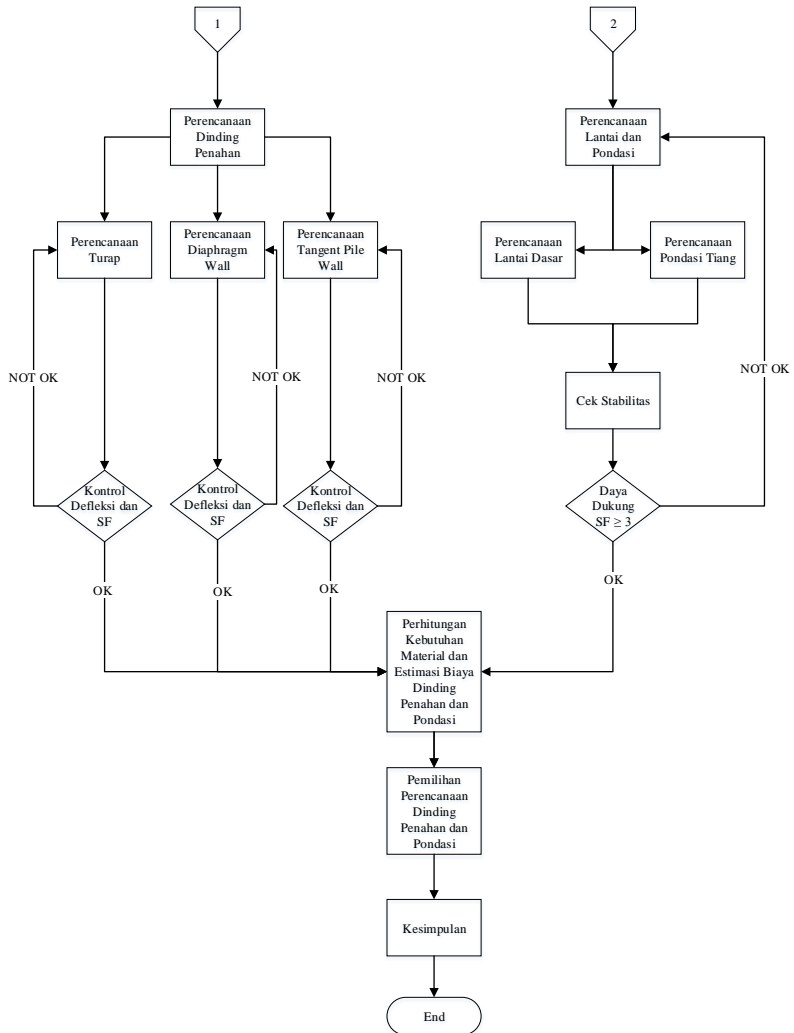 1
2
Perencanaan
Dinding
Penahan
Perencanaan
Lantai dan
Pondasi
Perencanaan
Turap
Perencanaan
Diaphragm
Wall
Perencanaan
Tangent Pile
Wall
Perencanaan
Lantai Dasar
Perencanaan
Pondasi Tiang
NOT OK
NOT OK
NOT OK
NOT OK
Cek Stabilitas
Kontrol
Defleksi dan
SF
Kontrol
Defleksi dan
SF
Kontrol
Defleksi dan
SF
Daya
Dukung
SF ≥ 3
OK
OK
OK
OK
Perhitungan
Kebutuhan
Material dan
Estimasi Biaya
Dinding
Penahan dan
Pondasi
Pemilihan
Perencanaan
Dinding
Penahan dan
Pondasi
Kesimpulan
End